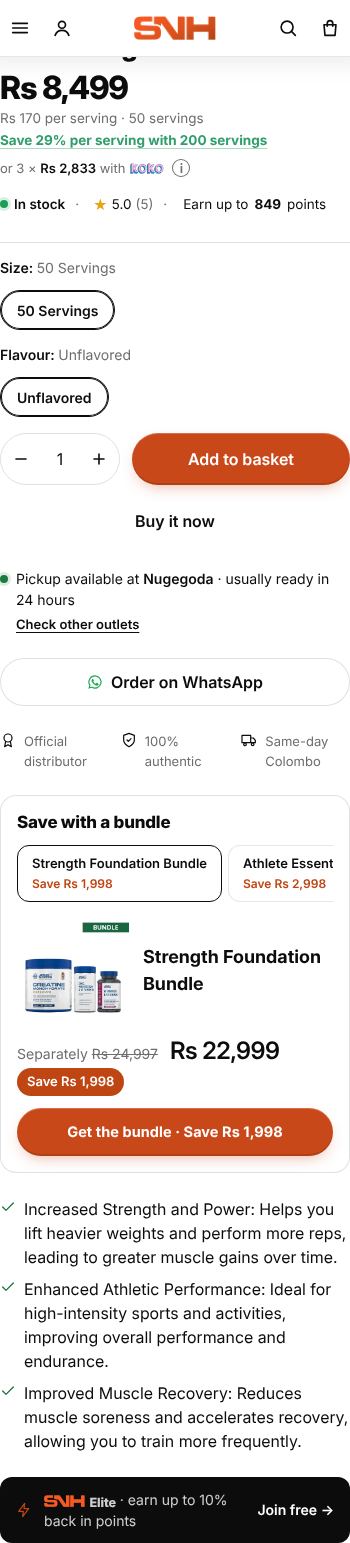 SNH
Rs 8,499
Rs 170 per serving · 50 servings
Save 29% per serving with 200 servings
or 3 × Rs 2,833 with KOKO i
In stock · ★ 5.0 (5) · Earn up to 849 points
Size: 50 Servings
50 Servings
Flavour: Unflavored
Unflavored
− 1 + Add to basket
Buy it now
Pickup available at Nugegoda · usually ready in
24 hours
Check other outlets
Order on WhatsApp
Official 100% Same-day
distributor authentic Colombo
Save with a bundle
Strength Foundation Bundle Athlete Essent
Save Rs 1,998 Save Rs 2,998
BUNDLE
CREATINE
MONOHYDRATE
Strength Foundation
Bundle
Separately Rs 24,997 Rs 22,999
Save Rs 1,998
Get the bundle · Save Rs 1,998
Increased Strength and Power: Helps you
lift heavier weights and perform more reps,
leading to greater muscle gains over time.
Enhanced Athletic Performance: Ideal for
high-intensity sports and activities,
improving overall performance and
endurance.
Improved Muscle Recovery: Reduces
muscle soreness and accelerates recovery,
allowing you to train more frequently.
SNH Elite · earn up to 10%
back in points
Join free →